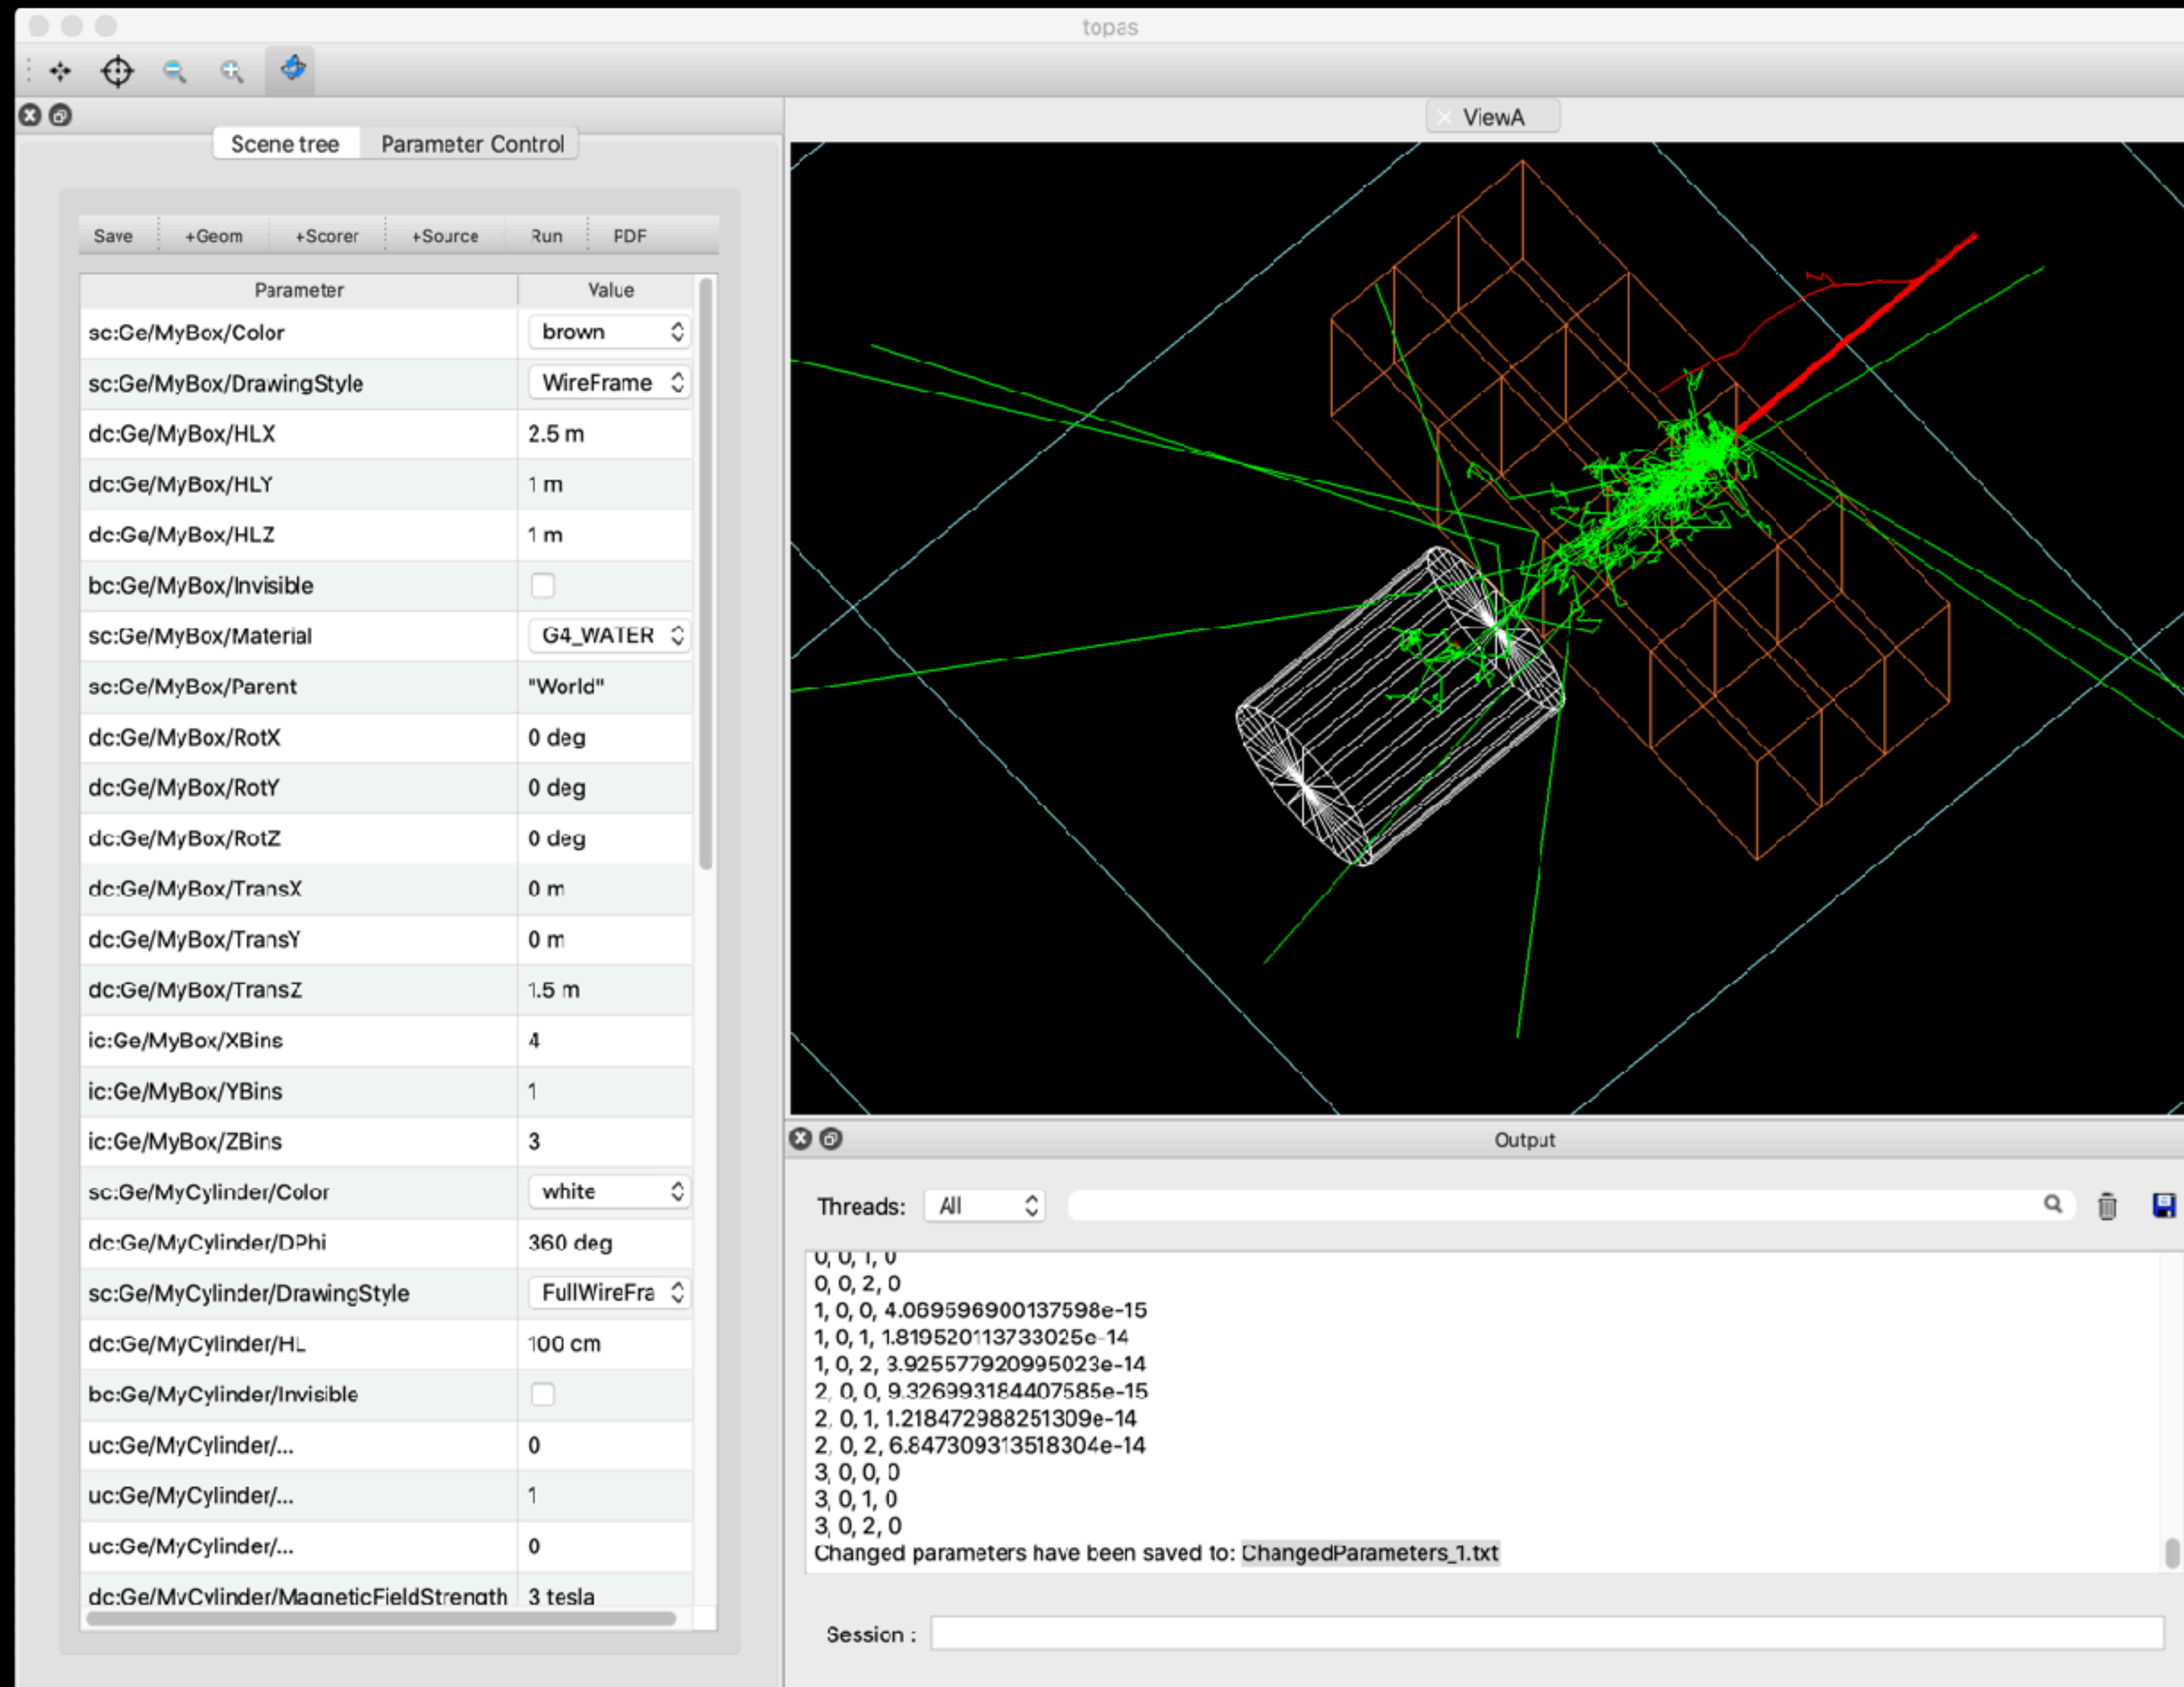 topas
Scene tree Parameter Control
ViewA
Save +Geom +Scorer +Source Run PDF
Parameter Value
sc:Ge/MyBox/Color brown
sc:Ge/MyBox/DrawingStyle WireFrame
dc:Ge/MyBox/HLX 2.5 m
dc:Ge/MyBox/HLY 1 m
dc:Ge/MyBox/HLZ 1 m
bc:Ge/MyBox/Invisible
sc:Ge/MyBox/Material G4_WATER
sc:Ge/MyBox/Parent "World"
dc:Ge/MyBox/RotX 0 deg
dc:Ge/MyBox/RotY 0 deg
dc:Ge/MyBox/RotZ 0 deg
dc:Ge/MyBox/TransX 0 m
dc:Ge/MyBox/TransY 0 m
dc:Ge/MyBox/TransZ 1.5 m
ic:Ge/MyBox/XBins 4
ic:Ge/MyBox/YBins 1
ic:Ge/MyBox/ZBins 3
sc:Ge/MyCylinder/Color white
dc:Ge/MyCylinder/DPhi 360 deg
sc:Ge/MyCylinder/DrawingStyle FullWireFra
dc:Ge/MyCylinder/HL 100 cm
bc:Ge/MyCylinder/Invisible
uc:Ge/MyCylinder/... 0
uc:Ge/MyCylinder/... 1
uc:Ge/MyCylinder/... 0
dc:Ge/MyCylinder/MagneticFieldStrength 3 tesla
Output
Threads: All
0, 0, 1, 0
0, 0, 2, 0
1, 0, 0, 4.069596900137598e-15
1, 0, 1, 1.819520113733025e-14
1, 0, 2, 3.925577920995023e-14
2, 0, 0, 9.326993184407585e-15
2, 0, 1, 1.218472988251309e-14
2, 0, 2, 6.847309313518304e-14
3, 0, 0, 0
3, 0, 1, 0
3, 0, 2, 0
Changed parameters have been saved to: ChangedParameters_1.txt
Session :